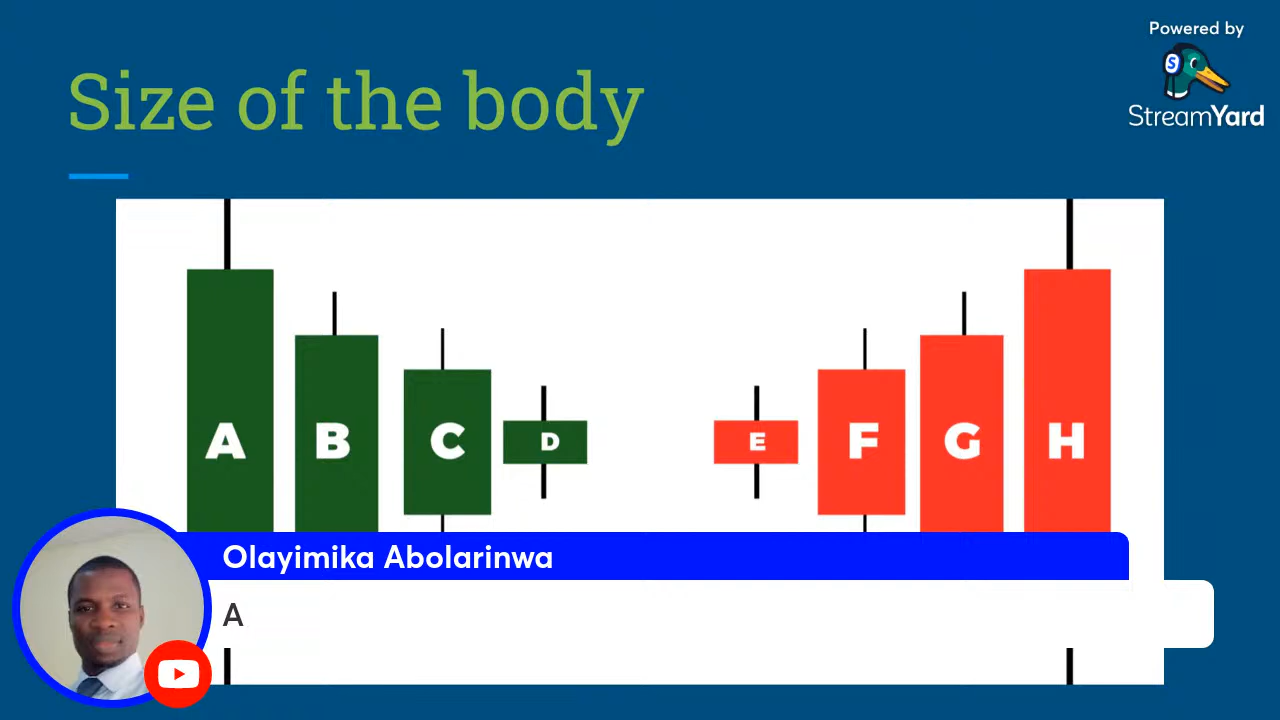 Powered by
StreamYard
Size of the body
A B C D E F G H
Olayimika Abolarinwa
A